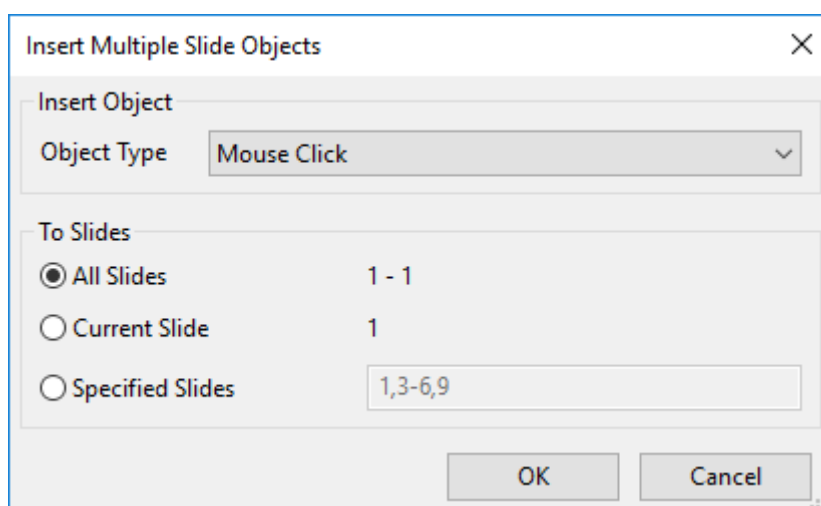 Insert Multiple Slide Objects
Insert Object
Object Type Mouse Click
To Slides
All Slides 1 - 1
Current Slide 1
Specified Slides 1,3-6,9
OK Cancel